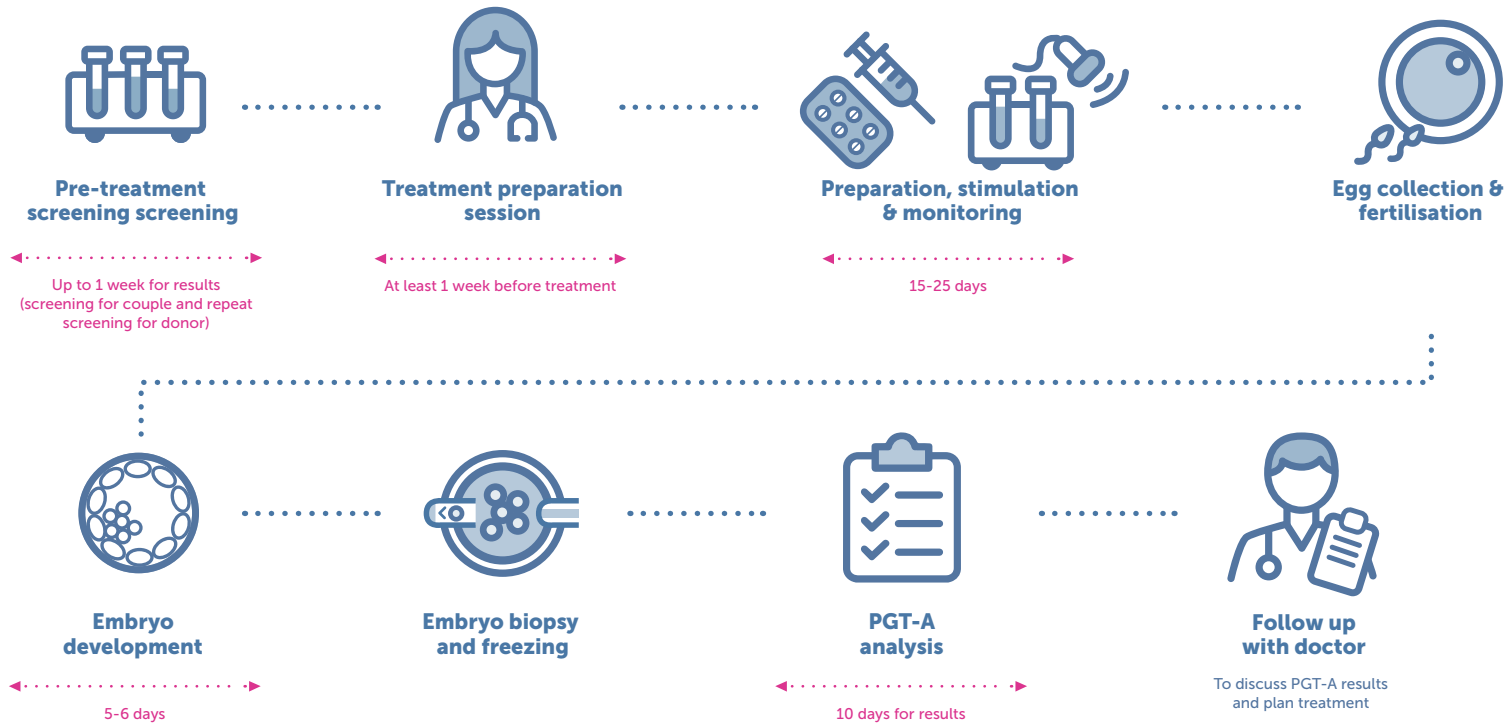 Pre-treatment
screening screening
Up to 1 week for results
(screening for couple and repeat
screening for donor)
Treatment preparation
session
At least 1 week before treatment
Preparation, stimulation
& monitoring
15-25 days
Egg collection &
fertilisation
Embryo
development
5-6 days
Embryo biopsy
and freezing
PGT-A
analysis
10 days for results
Follow up
with doctor
To discuss PGT-A results
and plan treatment